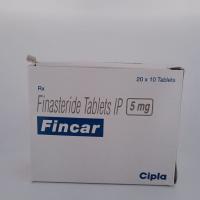 20 x 10 Tablets
Rx
Finasteride Tablets IP 5 mg
Fincar
Cipla